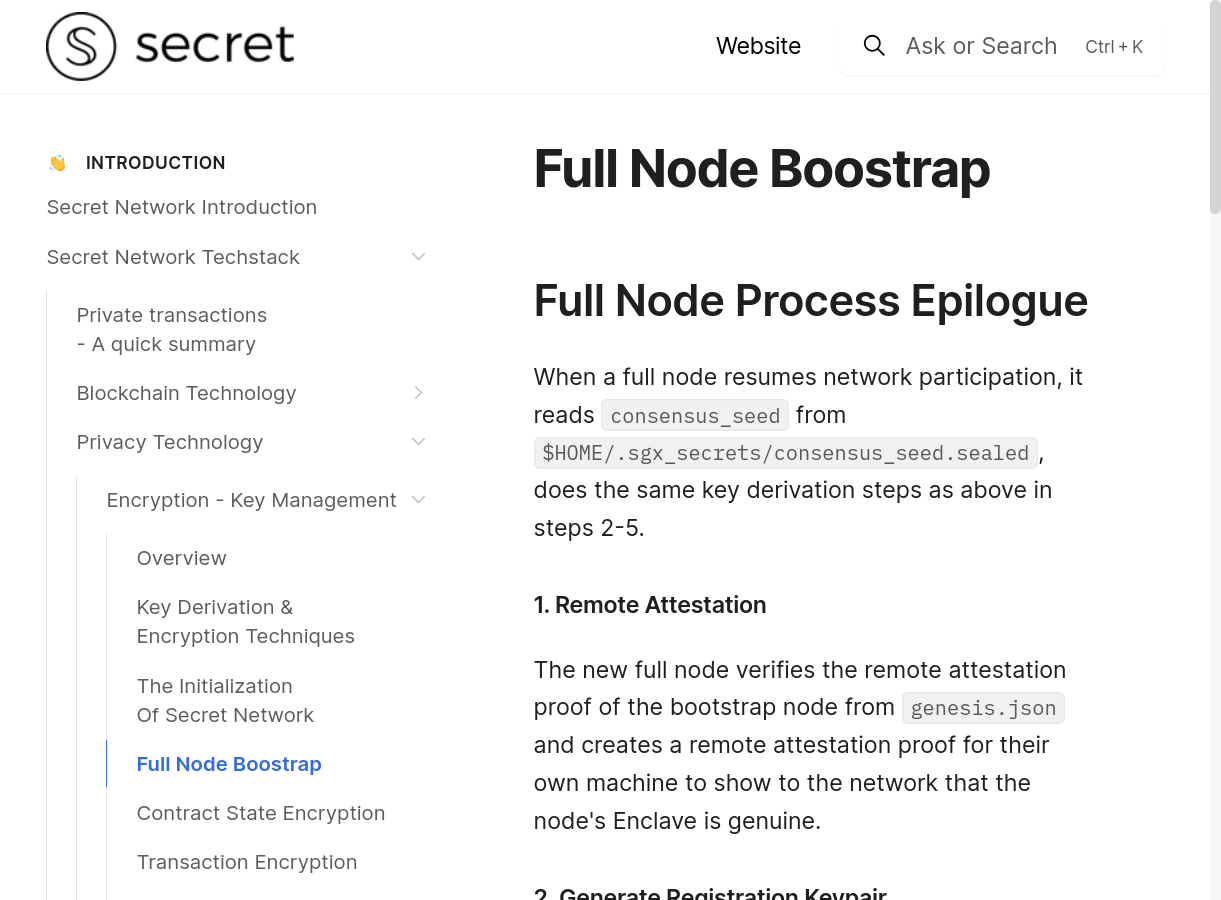 secret
Website
Ask or Search
Ctrl + K
INTRODUCTION
Secret Network Introduction
Secret Network Techstack
Private transactions
- A quick summary
Blockchain Technology
Privacy Technology
Encryption - Key Management
Overview
Key Derivation &
Encryption Techniques
The Initialization
Of Secret Network
Full Node Boostrap
Contract State Encryption
Transaction Encryption
Full Node Boostrap
Full Node Process Epilogue
When a full node resumes network participation, it
reads consensus_seed from
$HOME/.sgx_secrets/consensus_seed.sealed,
does the same key derivation steps as above in
steps 2-5.
1. Remote Attestation
The new full node verifies the remote attestation
proof of the bootstrap node from genesis.json
and creates a remote attestation proof for their
own machine to show to the network that the
node's Enclave is genuine.
2. Generate Registration Keypair